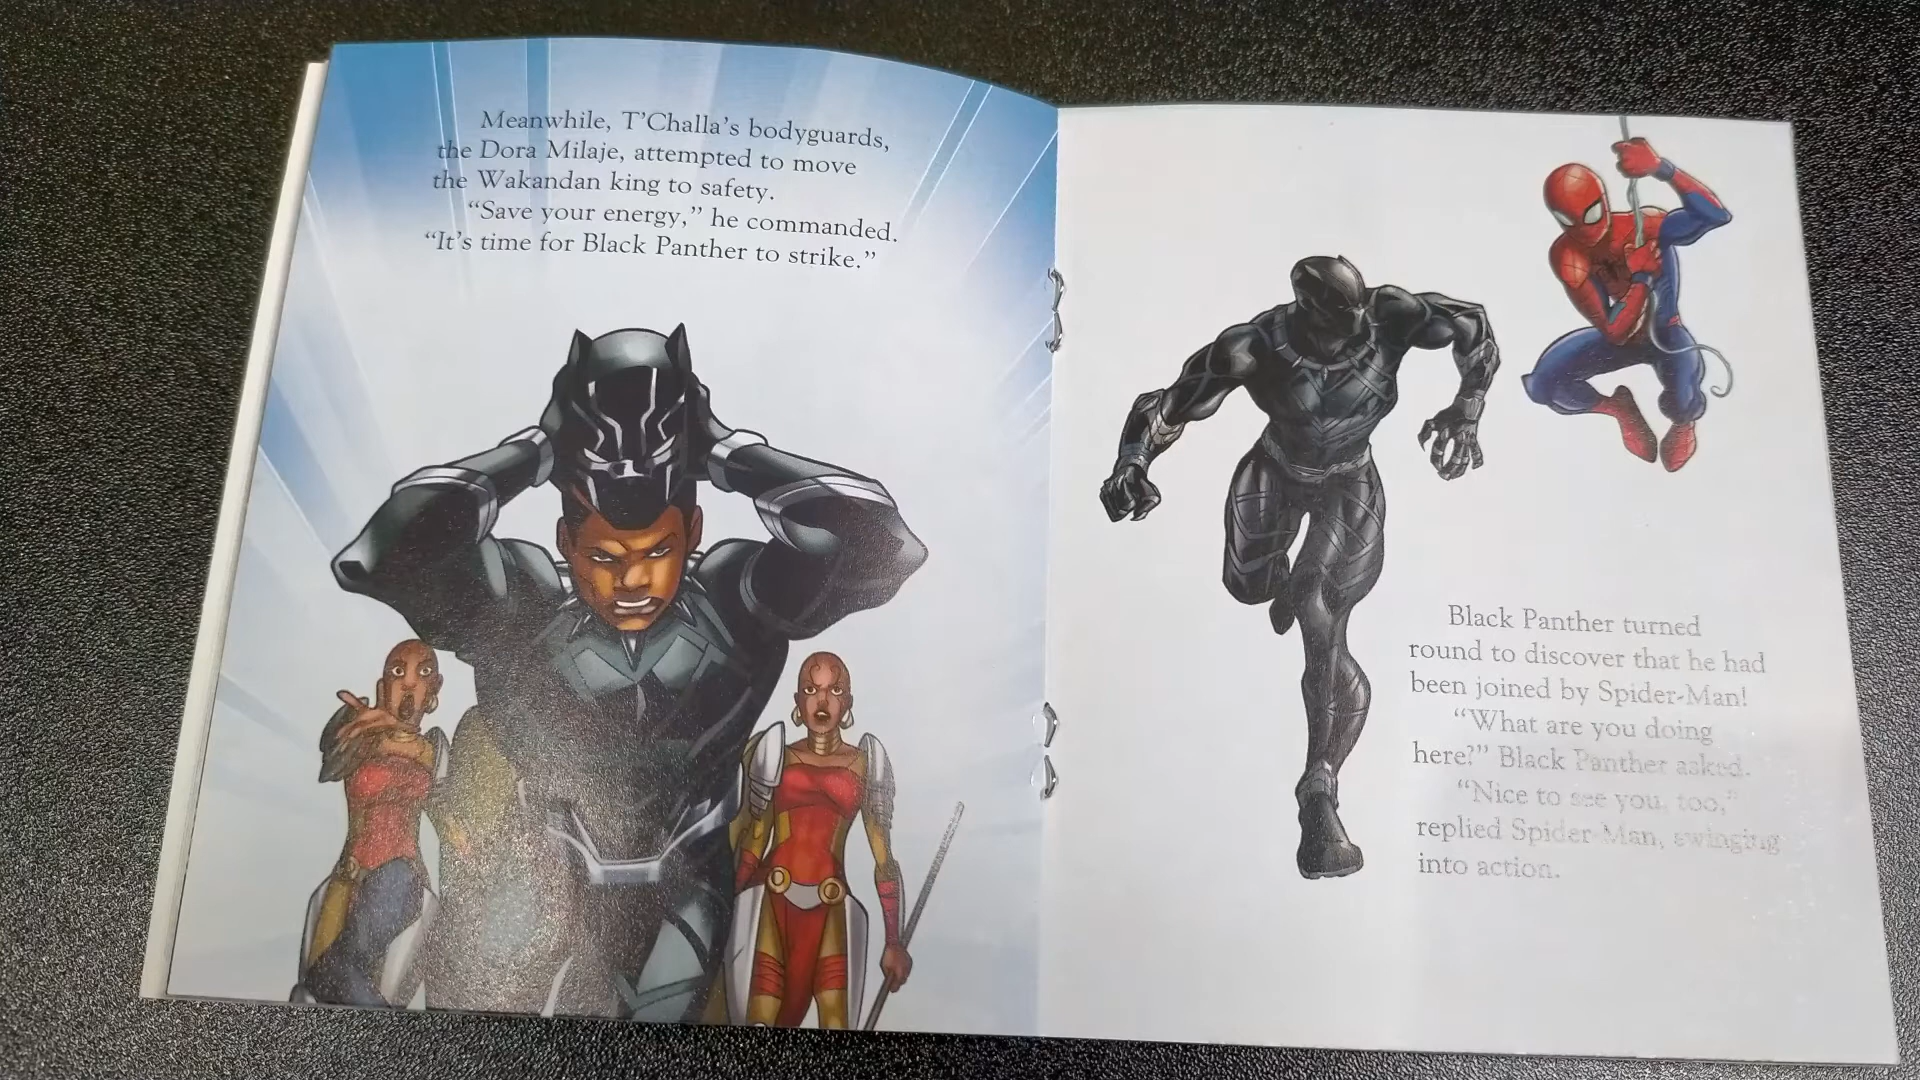 Meanwhile, T'Challa's bodyguards,
the Dora Milaje, attempted to move
the Wakandan king to safety.
“Save your energy,” he commanded.
“It's time for Black Panther to strike.”
Black Panther turned
round to discover that he had
been joined by Spider-Man!
“What are you doing
here?” Black Panther asked.
“Nice to see you, too,”
replied Spider-Man, swinging
into action.